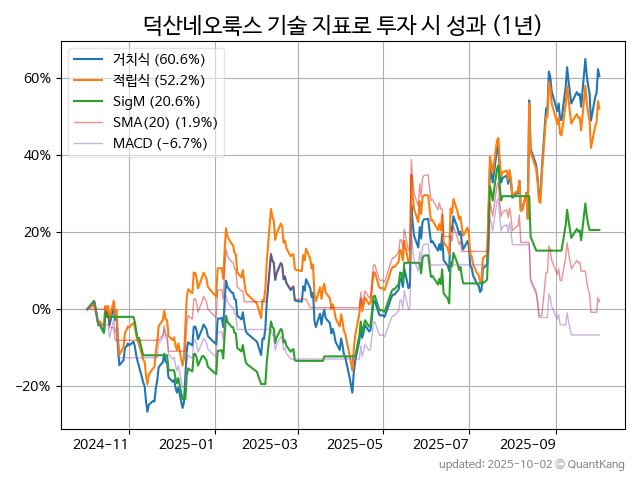 덕산네오룩스 기술 지표로 투자 시 성과 (1년)
거치식 (60.6%)
적립식 (52.2%)
SigM (20.6%)
SMA(20) (1.9%)
MACD (−6.7%)
60%
40%
20%
0%
−20%
2024−11 2025−01 2025−03 2025−05 2025−07 2025−09
updated: 2025-10-02 © QuantKang